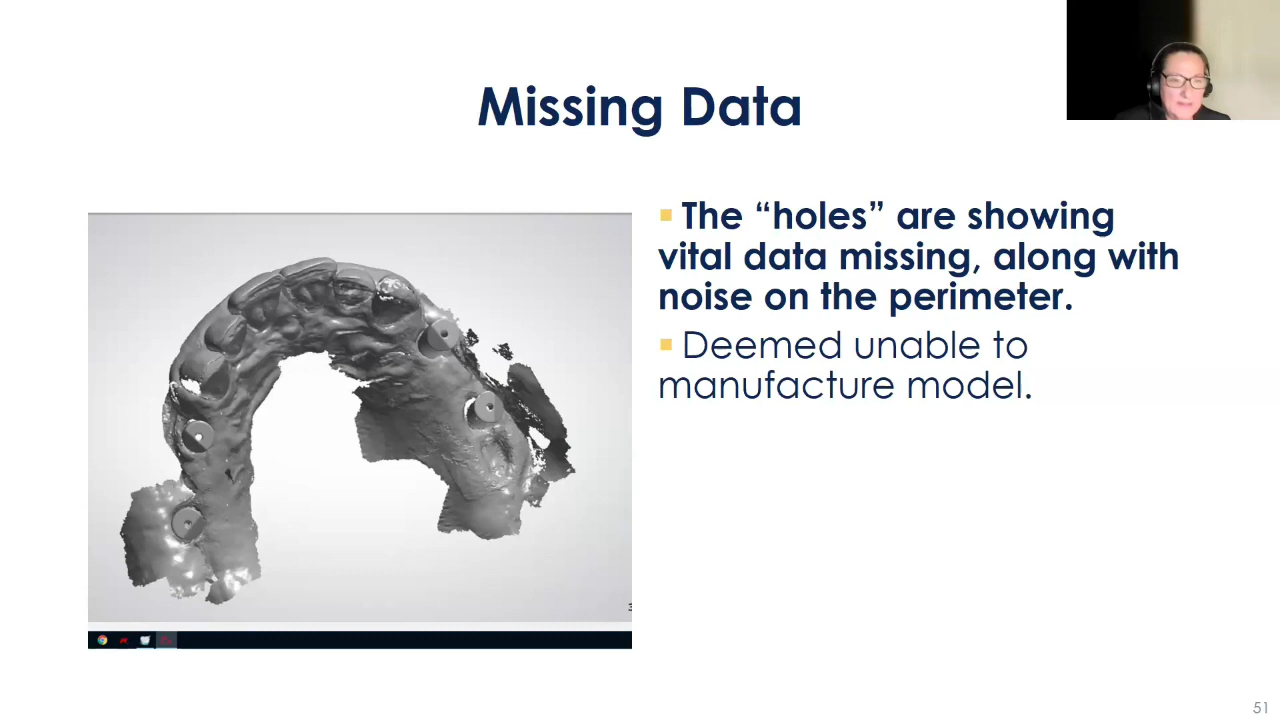 Missing Data
▪ The “holes” are showing
vital data missing, along with
noise on the perimeter.
▪ Deemed unable to
manufacture model.
51